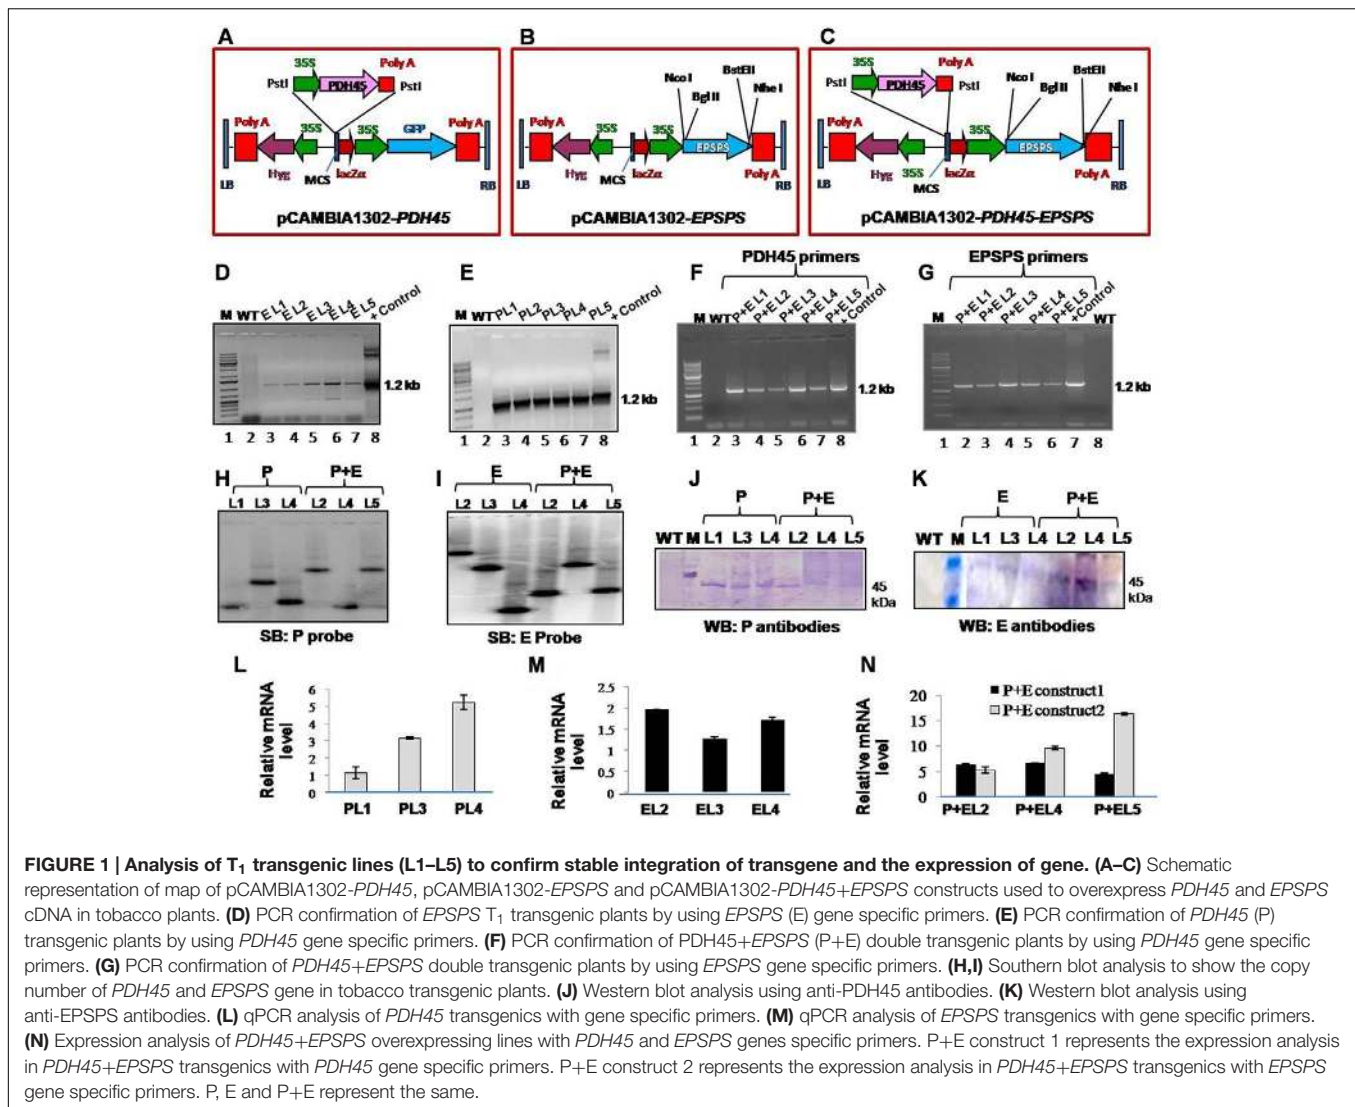 A
B
C
35S
Poly A
PstI
PDH45
PstI
Poly A
35S
35S
GFP
Poly A
LB
Hyg
MCS
lacZα
RB
pCAMBIA1302-PDH45
Nco I
BstEII
Bgl II
Nhe I
Poly A
35S
35S
EPSPS
LB
Hyg
MCS
lacZα
Poly A
RB
pCAMBIA1302-EPSPS
35S
Poly A
PstI
PDH45
PstI
Nco I
BstEII
Bgl II
Nhe I
Poly A
35S
EPSPS
LB
Hyg
35S
MCS
lacZα
Poly A
RB
pCAMBIA1302-PDH45-EPSPS
D
M WT E L1 E L2 E L3 E L4 E L5 + Control
1.2 kb
1 2 3 4 5 6 7 8
E
M WT PL1 PL2 PL3 PL4 PL5 + Control
1.2 kb
1 2 3 4 5 6 7 8
F
PDH45 primers
M WT P+E L1 P+E L2 P+E L3 P+E L4 P+E L5 +Control
1.2 kb
1 2 3 4 5 6 7 8
G
EPSPS primers
M P+E L1 P+E L2 P+E L3 P+E L4 P+E L5 +Control WT
1.2 kb
1 2 3 4 5 6 7 8
H
P P+E
L1 L3 L4 L2 L4 L5
SB: P probe
I
E P+E
L2 L3 L4 L2 L4 L5
SB: E Probe
J
P P+E
WT M L1 L3 L4 L2 L4 L5
45
kDa
WB: P antibodies
K
E P+E
WT M L1 L3 L4 L2 L4 L5
45
kDa
WB: E antibodies
L
Relative mRNA
level
6
5
4
3
2
1
0
PL1 PL3 PL4
M
Relative mRNA
level
2.5
2
1.5
1
0.5
0
EL2 EL3 EL4
N
Relative mRNA
level
20
15
10
5
0
P+E construct1
P+E construct2
P+EL2 P+EL4 P+EL5
FIGURE 1 | Analysis of T1 transgenic lines (L1–L5) to confirm stable integration of transgene and the expression of gene. (A–C) Schematic
representation of map of pCAMBIA1302-PDH45, pCAMBIA1302-EPSPS and pCAMBIA1302-PDH45+EPSPS constructs used to overexpress PDH45 and EPSPS
cDNA in tobacco plants. (D) PCR confirmation of EPSPS T1 transgenic plants by using EPSPS (E) gene specific primers. (E) PCR confirmation of PDH45 (P)
transgenic plants by using PDH45 gene specific primers. (F) PCR confirmation of PDH45+EPSPS (P+E) double transgenic plants by using PDH45 gene specific
primers. (G) PCR confirmation of PDH45+EPSPS double transgenic plants by using EPSPS gene specific primers. (H,I) Southern blot analysis to show the copy
number of PDH45 and EPSPS gene in tobacco transgenic plants. (J) Western blot analysis using anti-PDH45 antibodies. (K) Western blot analysis using
anti-EPSPS antibodies. (L) qPCR analysis of PDH45 transgenics with gene specific primers. (M) qPCR analysis of EPSPS transgenics with gene specific primers.
(N) Expression analysis of PDH45+EPSPS overexpressing lines with PDH45 and EPSPS genes specific primers. P+E construct 1 represents the expression analysis
in PDH45+EPSPS transgenics with PDH45 gene specific primers. P+E construct 2 represents the expression analysis in PDH45+EPSPS transgenics with EPSPS
gene specific primers. P, E and P+E represent the same.